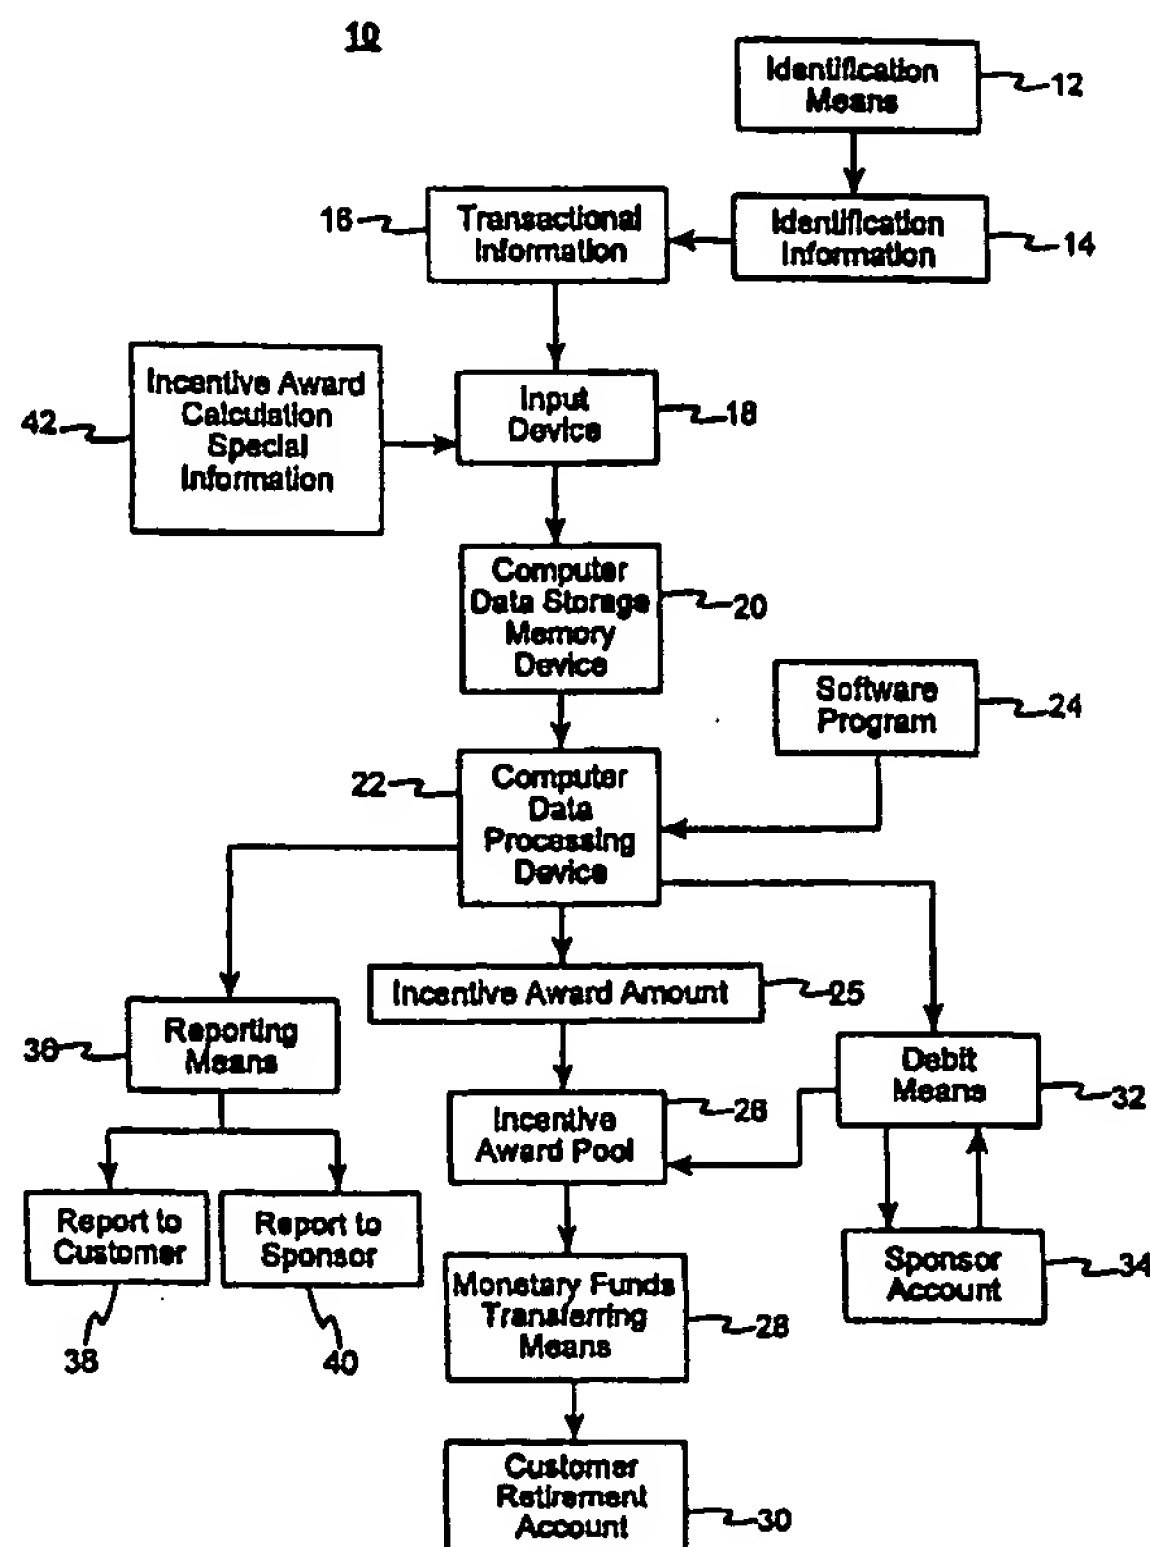 10
Identification
Means
12
16
Transactional
Information
Identification
Information
14
42
Incentive Award
Calculation
Special
Information
Input
Device
18
Computer
Data Storage
Memory
Device
20
Software
Program
24
22
Computer
Data
Processing
Device
Incentive Award Amount
25
36
Reporting
Means
Debit
Means
32
Incentive
Award Pool
26
Report to
Customer
Report to
Sponsor
Sponsor
Account
34
Monetary Funds
Transferring
Means
28
38
40
Customer
Retirement
Account
30